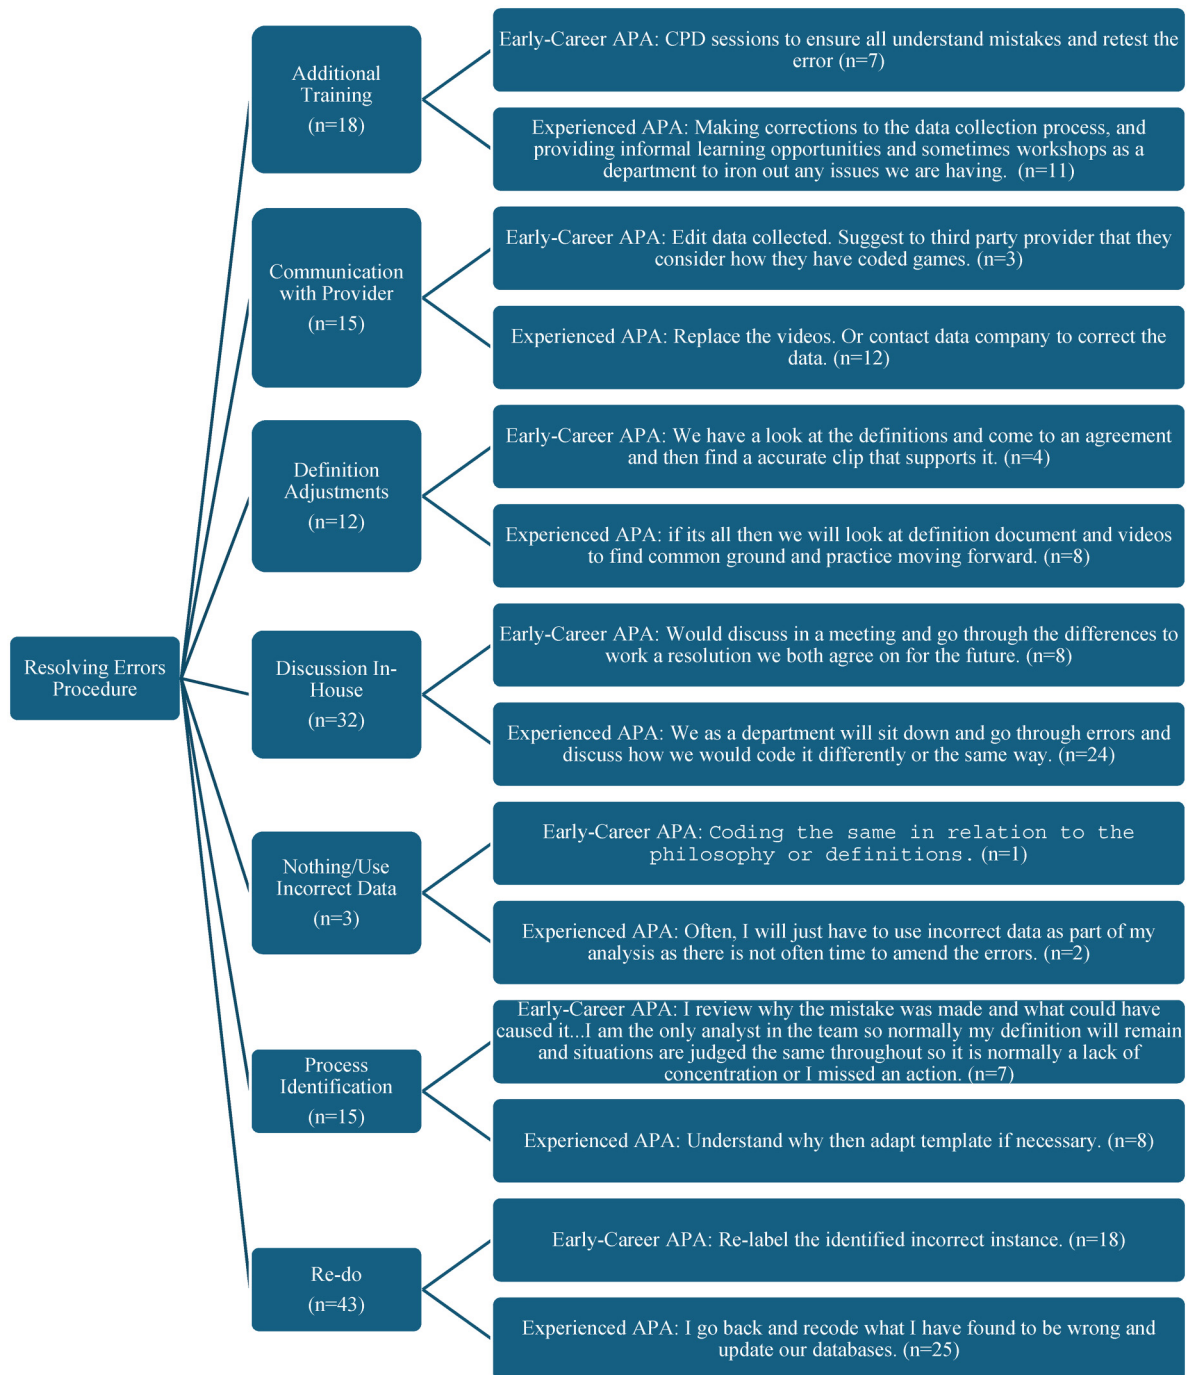 Resolving Errors
Procedure
Additional
Training
(n=18)
Early-Career APA: CPD sessions to ensure all understand mistakes and retest the
error (n=7)
Experienced APA: Making corrections to the data collection process, and
providing informal learning opportunities and sometimes workshops as a
department to iron out any issues we are having. (n=11)
Communication
with Provider
(n=15)
Early-Career APA: Edit data collected. Suggest to third party provider that they
consider how they have coded games. (n=3)
Experienced APA: Replace the videos. Or contact data company to correct the
data. (n=12)
Definition
Adjustments
(n=12)
Early-Career APA: We have a look at the definitions and come to an agreement
and then find a accurate clip that supports it. (n=4)
Experienced APA: if its all then we will look at definition document and videos
to find common ground and practice moving forward. (n=8)
Discussion In-
House
(n=32)
Early-Career APA: Would discuss in a meeting and go through the differences to
work a resolution we both agree on for the future. (n=8)
Experienced APA: We as a department will sit down and go through errors and
discuss how we would code it differently or the same way. (n=24)
Nothing/Use
Incorrect Data
(n=3)
Early-Career APA: Coding the same in relation to the
philosophy or definitions. (n=1)
Experienced APA: Often, I will just have to use incorrect data as part of my
analysis as there is not often time to amend the errors. (n=2)
Process
Identification
(n=15)
Early-Career APA: I review why the mistake was made and what could have
caused it...I am the only analyst in the team so normally my definition will remain
and situations are judged the same throughout so it is normally a lack of
concentration or I missed an action. (n=7)
Experienced APA: Understand why then adapt template if necessary. (n=8)
Re-do
(n=43)
Early-Career APA: Re-label the identified incorrect instance. (n=18)
Experienced APA: I go back and recode what I have found to be wrong and
update our databases. (n=25)